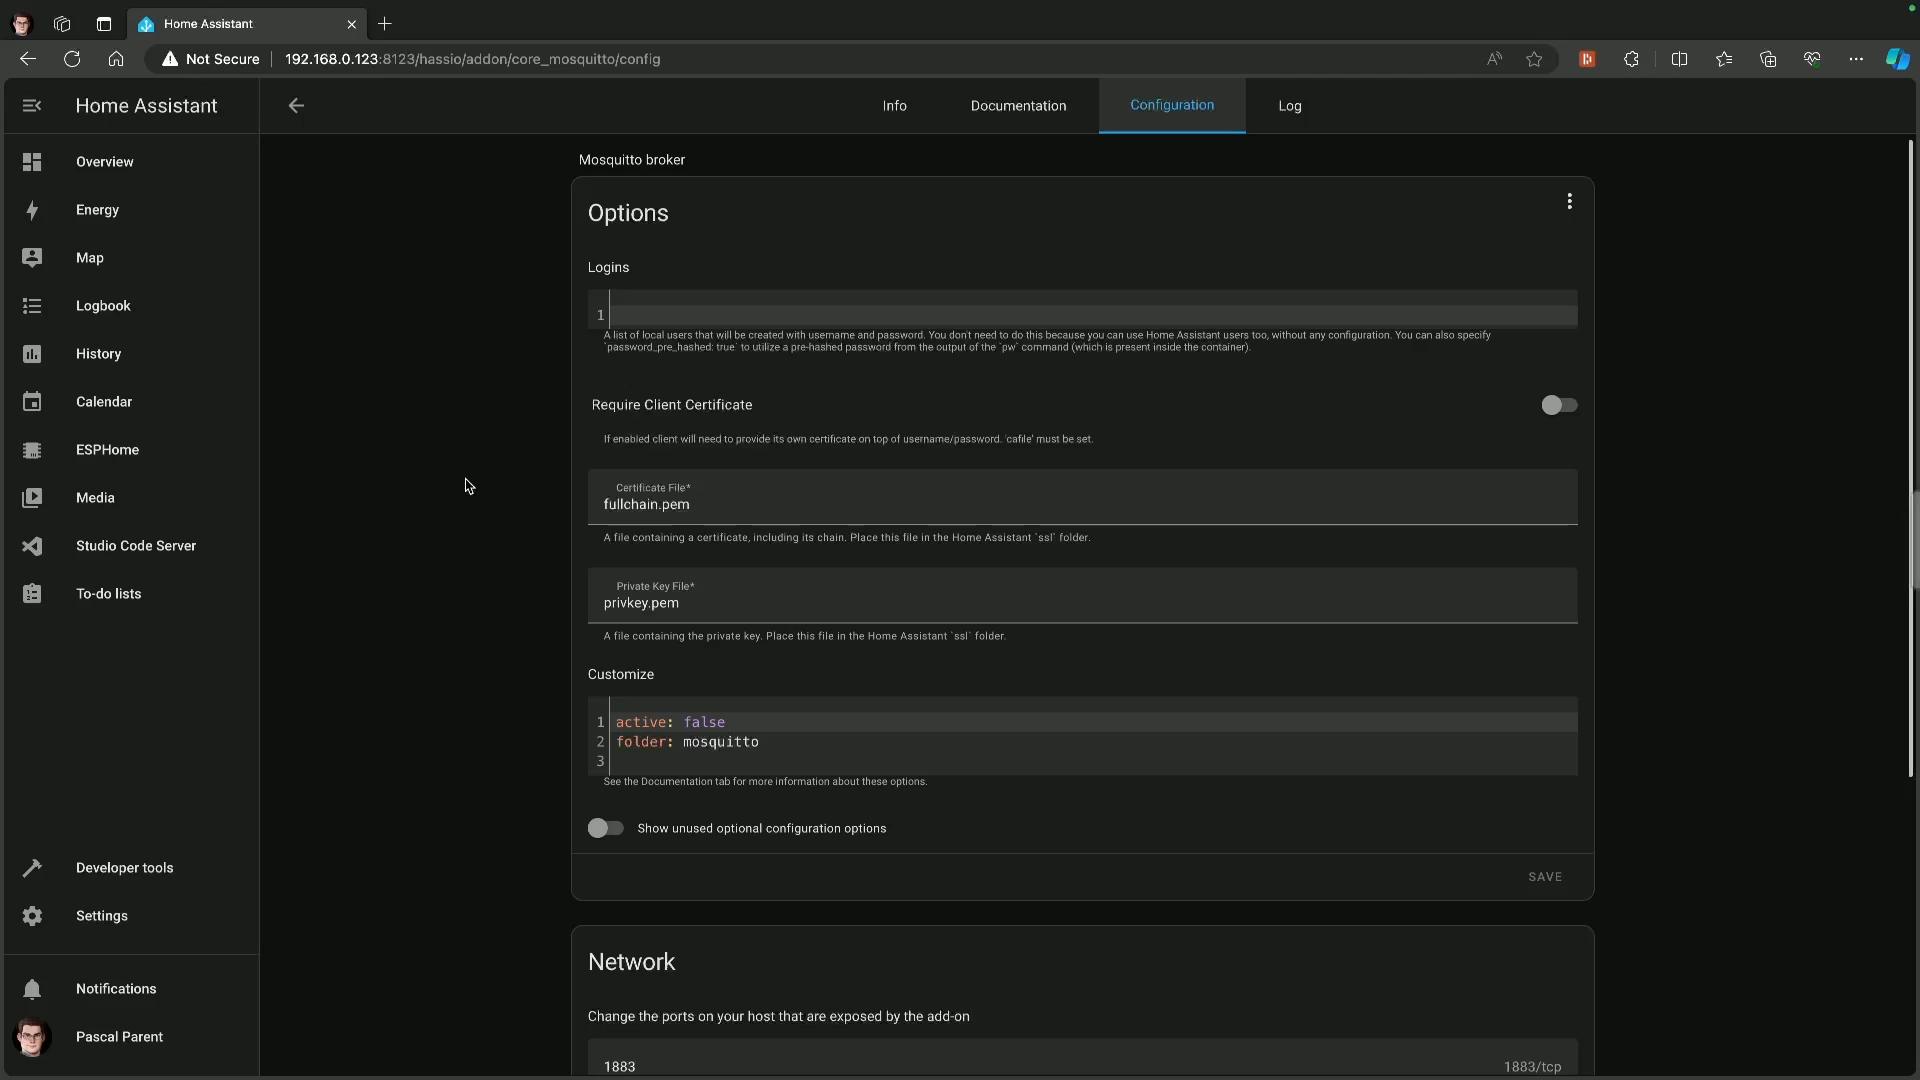 Home Assistant
Not Secure
192.168.0.123:8123/hassio/addon/core_mosquitto/config
Home Assistant
Info
Documentation
Configuration
Log
Overview
Energy
Map
Logbook
History
Calendar
ESPHome
Media
Studio Code Server
To-do lists
Developer tools
Settings
Notifications
Pascal Parent
Mosquitto broker
Options
Logins
1
A list of local users that will be created with username and password. You don't need to do this because you can use Home Assistant users too, without any configuration. You can also specify
`password_pre_hashed: true` to utilize a pre-hashed password from the output of the `pw` command (which is present inside the container).
Require Client Certificate
If enabled client will need to provide its own certificate on top of username/password. 'cafile' must be set.
Certificate File*
fullchain.pem
A file containing a certificate, including its chain. Place this file in the Home Assistant `ssl` folder.
Private Key File*
privkey.pem
A file containing the private key. Place this file in the Home Assistant `ssl` folder.
Customize
1 active: false
2 folder: mosquitto
3
See the Documentation tab for more information about these options.
Show unused optional configuration options
SAVE
Network
Change the ports on your host that are exposed by the add-on
1883 1883/tcp